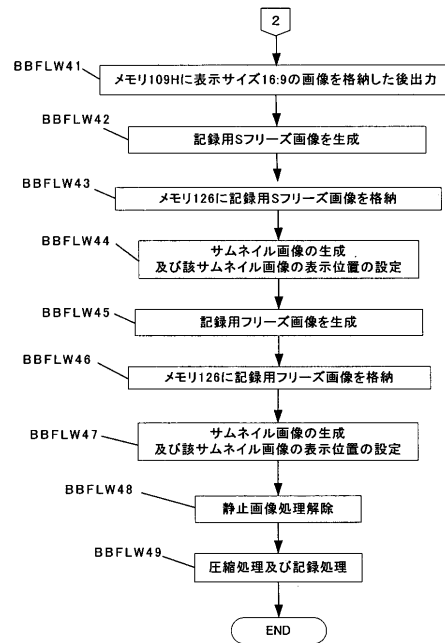 2
BBFLW41
メモリ109Hに表示サイズ16:9の画像を格納した後出力
BBFLW42
記録用Sフリーズ画像を生成
BBFLW43
メモリ126に記録用Sフリーズ画像を格納
BBFLW44
サムネイル画像の生成
及び該サムネイル画像の表示位置の設定
BBFLW45
記録用フリーズ画像を生成
BBFLW46
メモリ126に記録用フリーズ画像を格納
BBFLW47
サムネイル画像の生成
及び該サムネイル画像の表示位置の設定
BBFLW48
静止画像処理解除
BBFLW49
圧縮処理及び記録処理
END